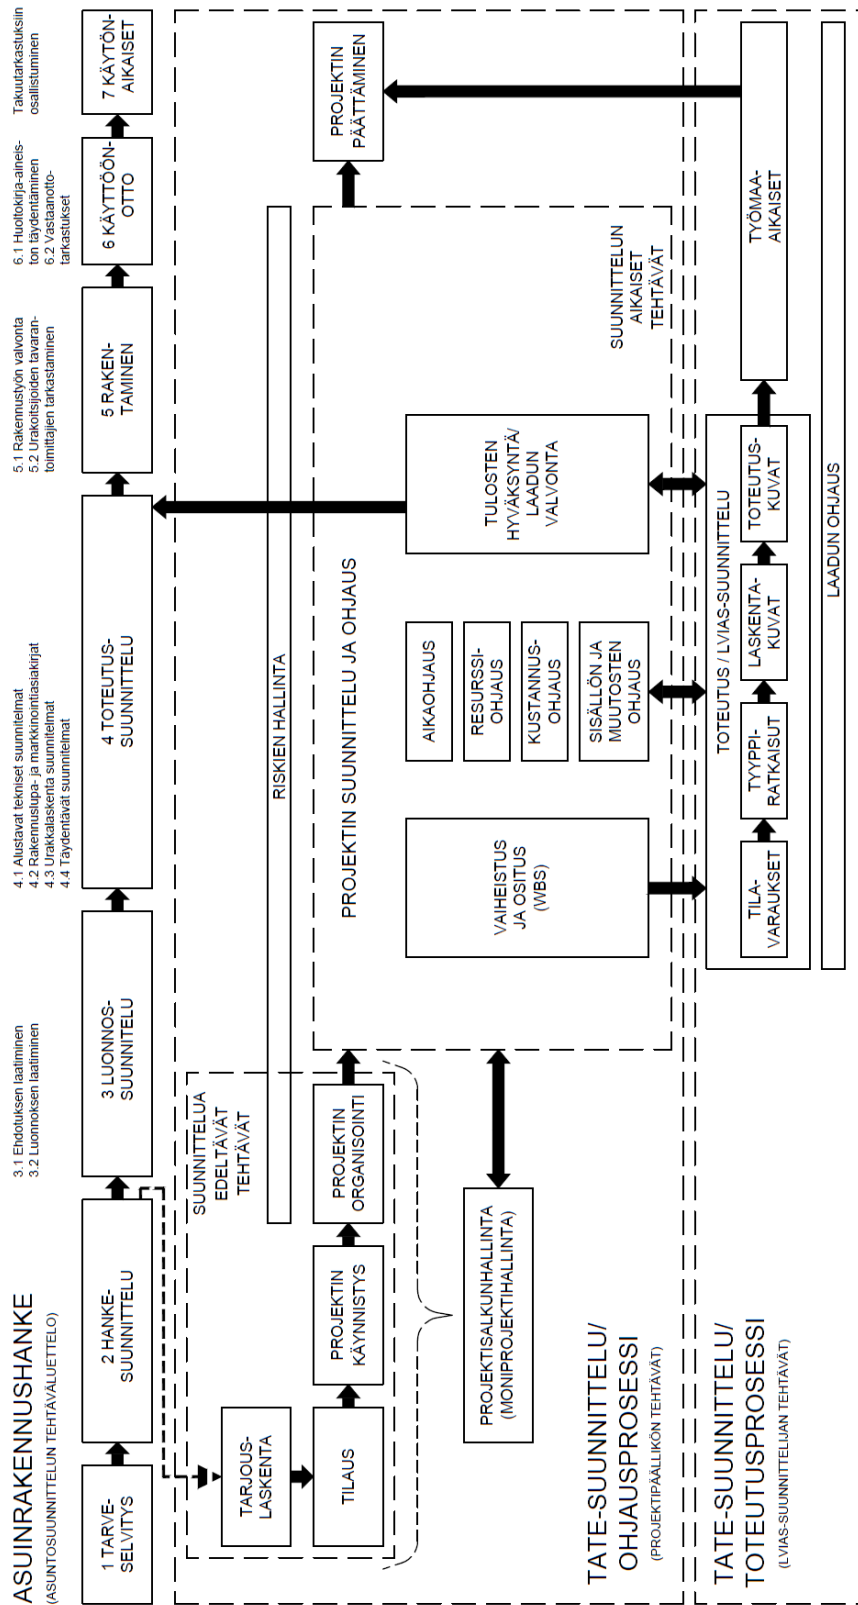 ASUINRAKENNUSHANKE
(ASUNTOSUUNNITTELUN TEHTÄVÄLUETTELO)
3.1 Ehdotuksen laatiminen
3.2 Luonnoksen laatiminen
4.1 Alustavat tekniset suunnitelmat
4.2 Rakennuslupa- ja markkinointiasiakirjat
4.3 Urakkalaskenta suunnitelmat
4.4 Täydentävät suunnitelmat
5.1 Rakennustyön valvonta
5.2 Urakoitsijoiden tavaran-
toimittajien tarkastaminen
6.1 Huoltokirja-aineis-
ton täydentäminen
6.2 Vastaanotto-
tarkastukset
Takuutarkastuksiin
osallistuminen
1 TARVE-
SELVITYS
2 HANKE-
SUUNNITTELU
3 LUONNOS-
SUUNNITELU
4 TOTEUTUS-
SUUNNITTELU
5 RAKEN-
TAMINEN
6 KÄYTTÖÖN-
OTTO
7 KÄYTÖN-
AIKAISET
SUUNNITTELUA
EDELTÄVÄT
TEHTÄVÄT
TARJOUS-
LASKENTA
TILAUS
PROJEKTIN
KÄYNNISTYS
PROJEKTIN
ORGANISOINTI
RISKIEN HALLINTA
PROJEKTIN SUUNNITTELU JA OHJAUS
PROJEKTIN
PÄÄTTÄMINEN
VAIHEISTUS
JA OSITUS
(WBS)
AIKAOHJAUS
RESURSSI-
OHJAUS
KUSTANNUS-
OHJAUS
SISÄLLÖN JA
MUUTOSTEN
OHJAUS
TULOSTEN
HYVÄKSYNTÄ/
LAADUN
VALVONTA
SUUNNITTELUN
AIKAISET
TEHTÄVÄT
PROJEKTISALKUNHALLINTA
(MONIPROJEKTIHALLINTA)
TATE-SUUNNITTELU/
OHJAUSPROSESSI
(PROJEKTIPÄÄLLIKÖN TEHTÄVÄT)
TATE-SUUNNITTELU/
TOTEUTUSPROSESSI
(LVIAS-SUUNNITTELIJAN TEHTÄVÄT)
TOTEUTUS / LVIAS-SUUNNITTELU
TILA-
VARAUKSET
TYYPPI-
RATKAISUT
LASKENTA-
KUVAT
TOTEUTUS-
KUVAT
TYÖMAA-
AIKAISET
LAADUN OHJAUS